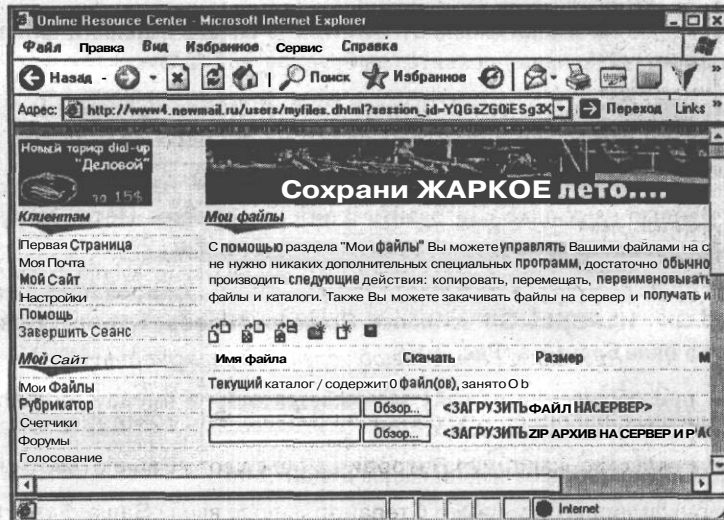 Online Resource Center - Microsoft Internet Explorer
Файл Правка Вид Избранное Сервис Справка
Назад Поиск Избранное
Адрес: http://www4.newmail.ru/users/myfiles.dhtml?session_id=YQGsZG0iESg3X Переход Links
Новый тариф dial-up
"Деловой"
за 15$
Сохрани ЖАРКОЕ лето....
Клиентам
Первая Страница
Моя Почта
Мой Сайт
Настройки
Помощь
Завершить Сеанс
Мой Сайт
Мои Файлы
Рубрикатор
Счетчики
Форумы
Голосование
Мои файлы
С помощью раздела "Мои файлы" Вы можете управлять Вашими файлами на с
не нужно никаких дополнительных специальных программ, достаточно обычно
производить следующие действия: копировать, перемещать, переименовывать
файлы и каталоги. Также Вы можете закачивать файлы на сервер и получать и
Имя файла Скачать Размер М
Текущий каталог / содержит 0 файл(ов), занято 0 b
Обзор... <ЗАГРУЗИТЬ ФАЙЛ НА СЕРВЕР>
Обзор... <ЗАГРУЗИТЬ ZIP АРХИВ НА СЕРВЕР И Р'АС
Internet